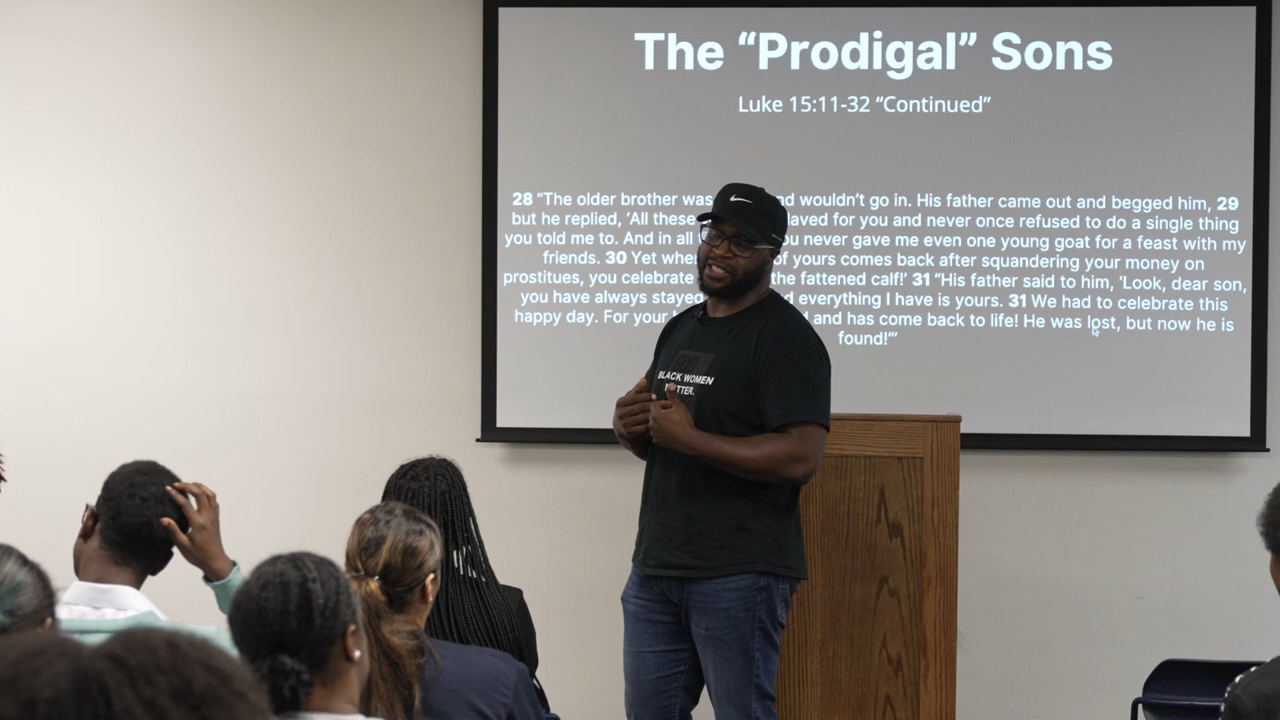 The “Prodigal” Sons
Luke 15:11-32 “Continued”
28 “The older brother was nd wouldn’t go in. His father came out and begged him, 29
but he replied, ‘All these laved for you and never once refused to do a single thing
you told me to. And in all ou never gave me even one young goat for a feast with my
friends. 30 Yet when of yours comes back after squandering your money on
prostitues, you celebrate the fattened calf!’ 31 “His father said to him, ‘Look, dear son,
you have always stayed d everything I have is yours. 31 We had to celebrate this
happy day. For your d and has come back to life! He was lost, but now he is
found!’”
GOD
BLACK WOMEN
MATTER.